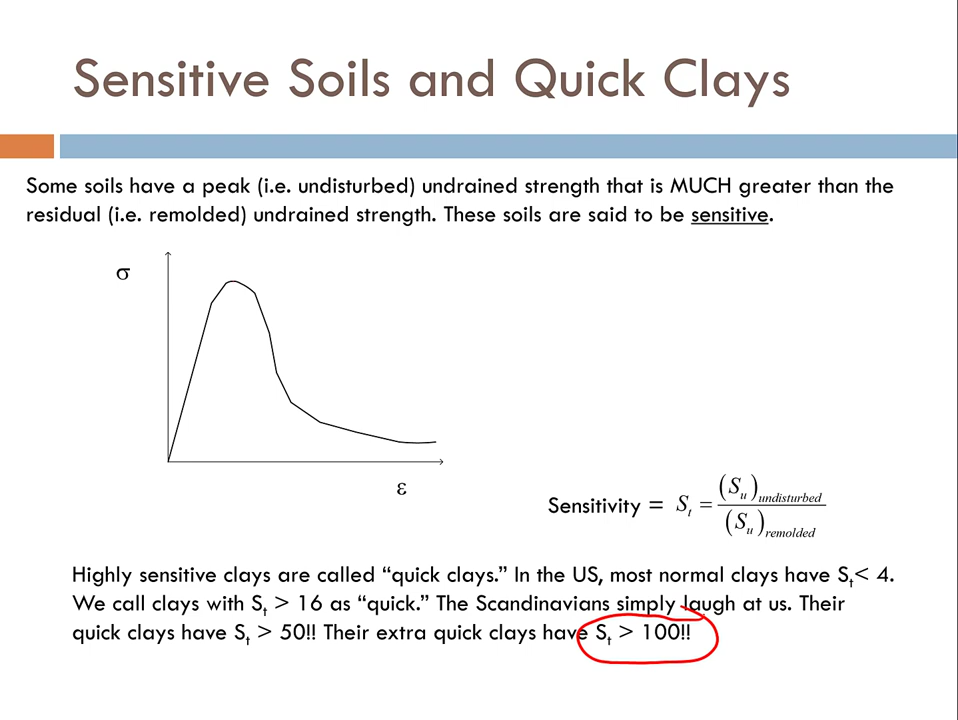 Sensitive Soils and Quick Clays
Some soils have a peak (i.e. undisturbed) undrained strength that is MUCH greater than the
residual (i.e. remolded) undrained strength. These soils are said to be sensitive.
σ
ε
Sensitivity = S_t = (S_u)_undisturbed / (S_u)_remolded
Highly sensitive clays are called “quick clays.” In the US, most normal clays have S_t< 4.
We call clays with S_t > 16 as “quick.” The Scandinavians simply laugh at us. Their
quick clays have S_t > 50!! Their extra quick clays have S_t > 100!!